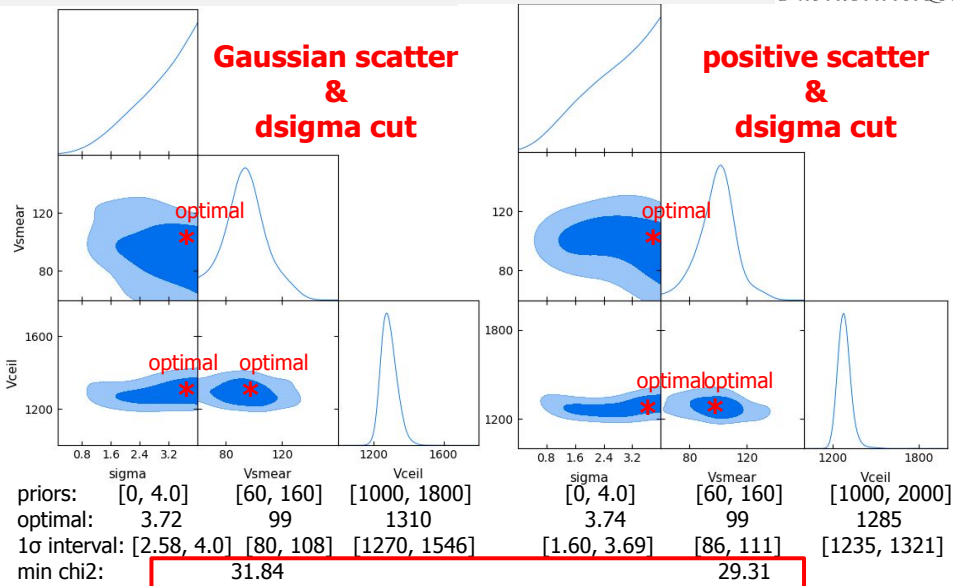 Gaussian scatter
&
dsigma cut
positive scatter
&
dsigma cut
optimal
optimal
120
80
Vsmear
120
80
optimal
optimal
optimal
optimal
1600
1200
Vceil
1800
1200
0.8 1.6 2.4 3.2
80 120
1200 1600
0.8 1.6 2.4 3.2
80 120
1200 1800
sigma Vsmear Vceil sigma Vsmear Vceil
priors: [0, 4.0] [60, 160] [1000, 1800] [0, 4.0] [60, 160] [1000, 2000]
optimal: 3.72 99 1310 3.74 99 1285
1σ interval: [2.58, 4.0] [80, 108] [1270, 1546] [1.60, 3.69] [86, 111] [1235, 1321]
min chi2: 31.84 29.31